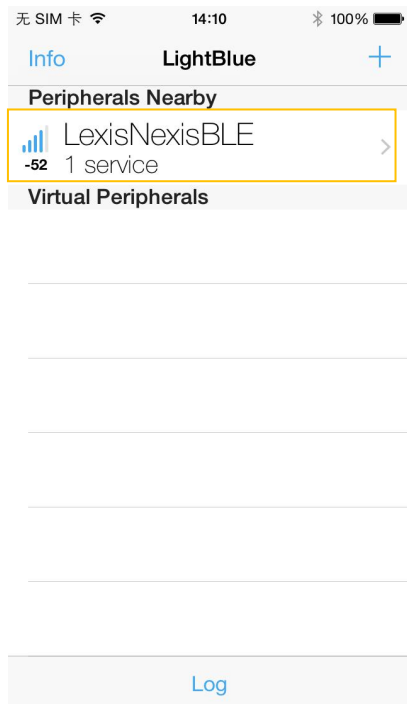 无 SIM 卡 14:10 100%
Info LightBlue +
Peripherals Nearby
LexisNexisBLE
-52 1 service
Virtual Peripherals
Log